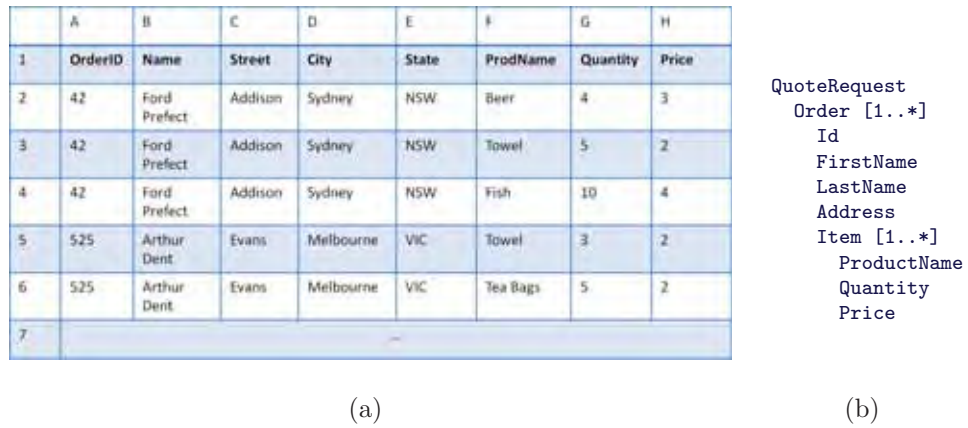 A B C D E F G H
1 OrderID Name Street City State ProdName Quantity Price
2 42 Ford Prefect Addison Sydney NSW Beer 4 3
3 42 Ford Prefect Addison Sydney NSW Towel 5 2
4 42 Ford Prefect Addison Sydney NSW Fish 10 4
5 525 Arthur Dent Evans Melbourne VIC Towel 3 2
6 525 Arthur Dent Evans Melbourne VIC Tea Bags 5 2
7 ...
(a)
QuoteRequest
Order [1..*]
Id
FirstName
LastName
Address
Item [1..*]
ProductName
Quantity
Price
(b)